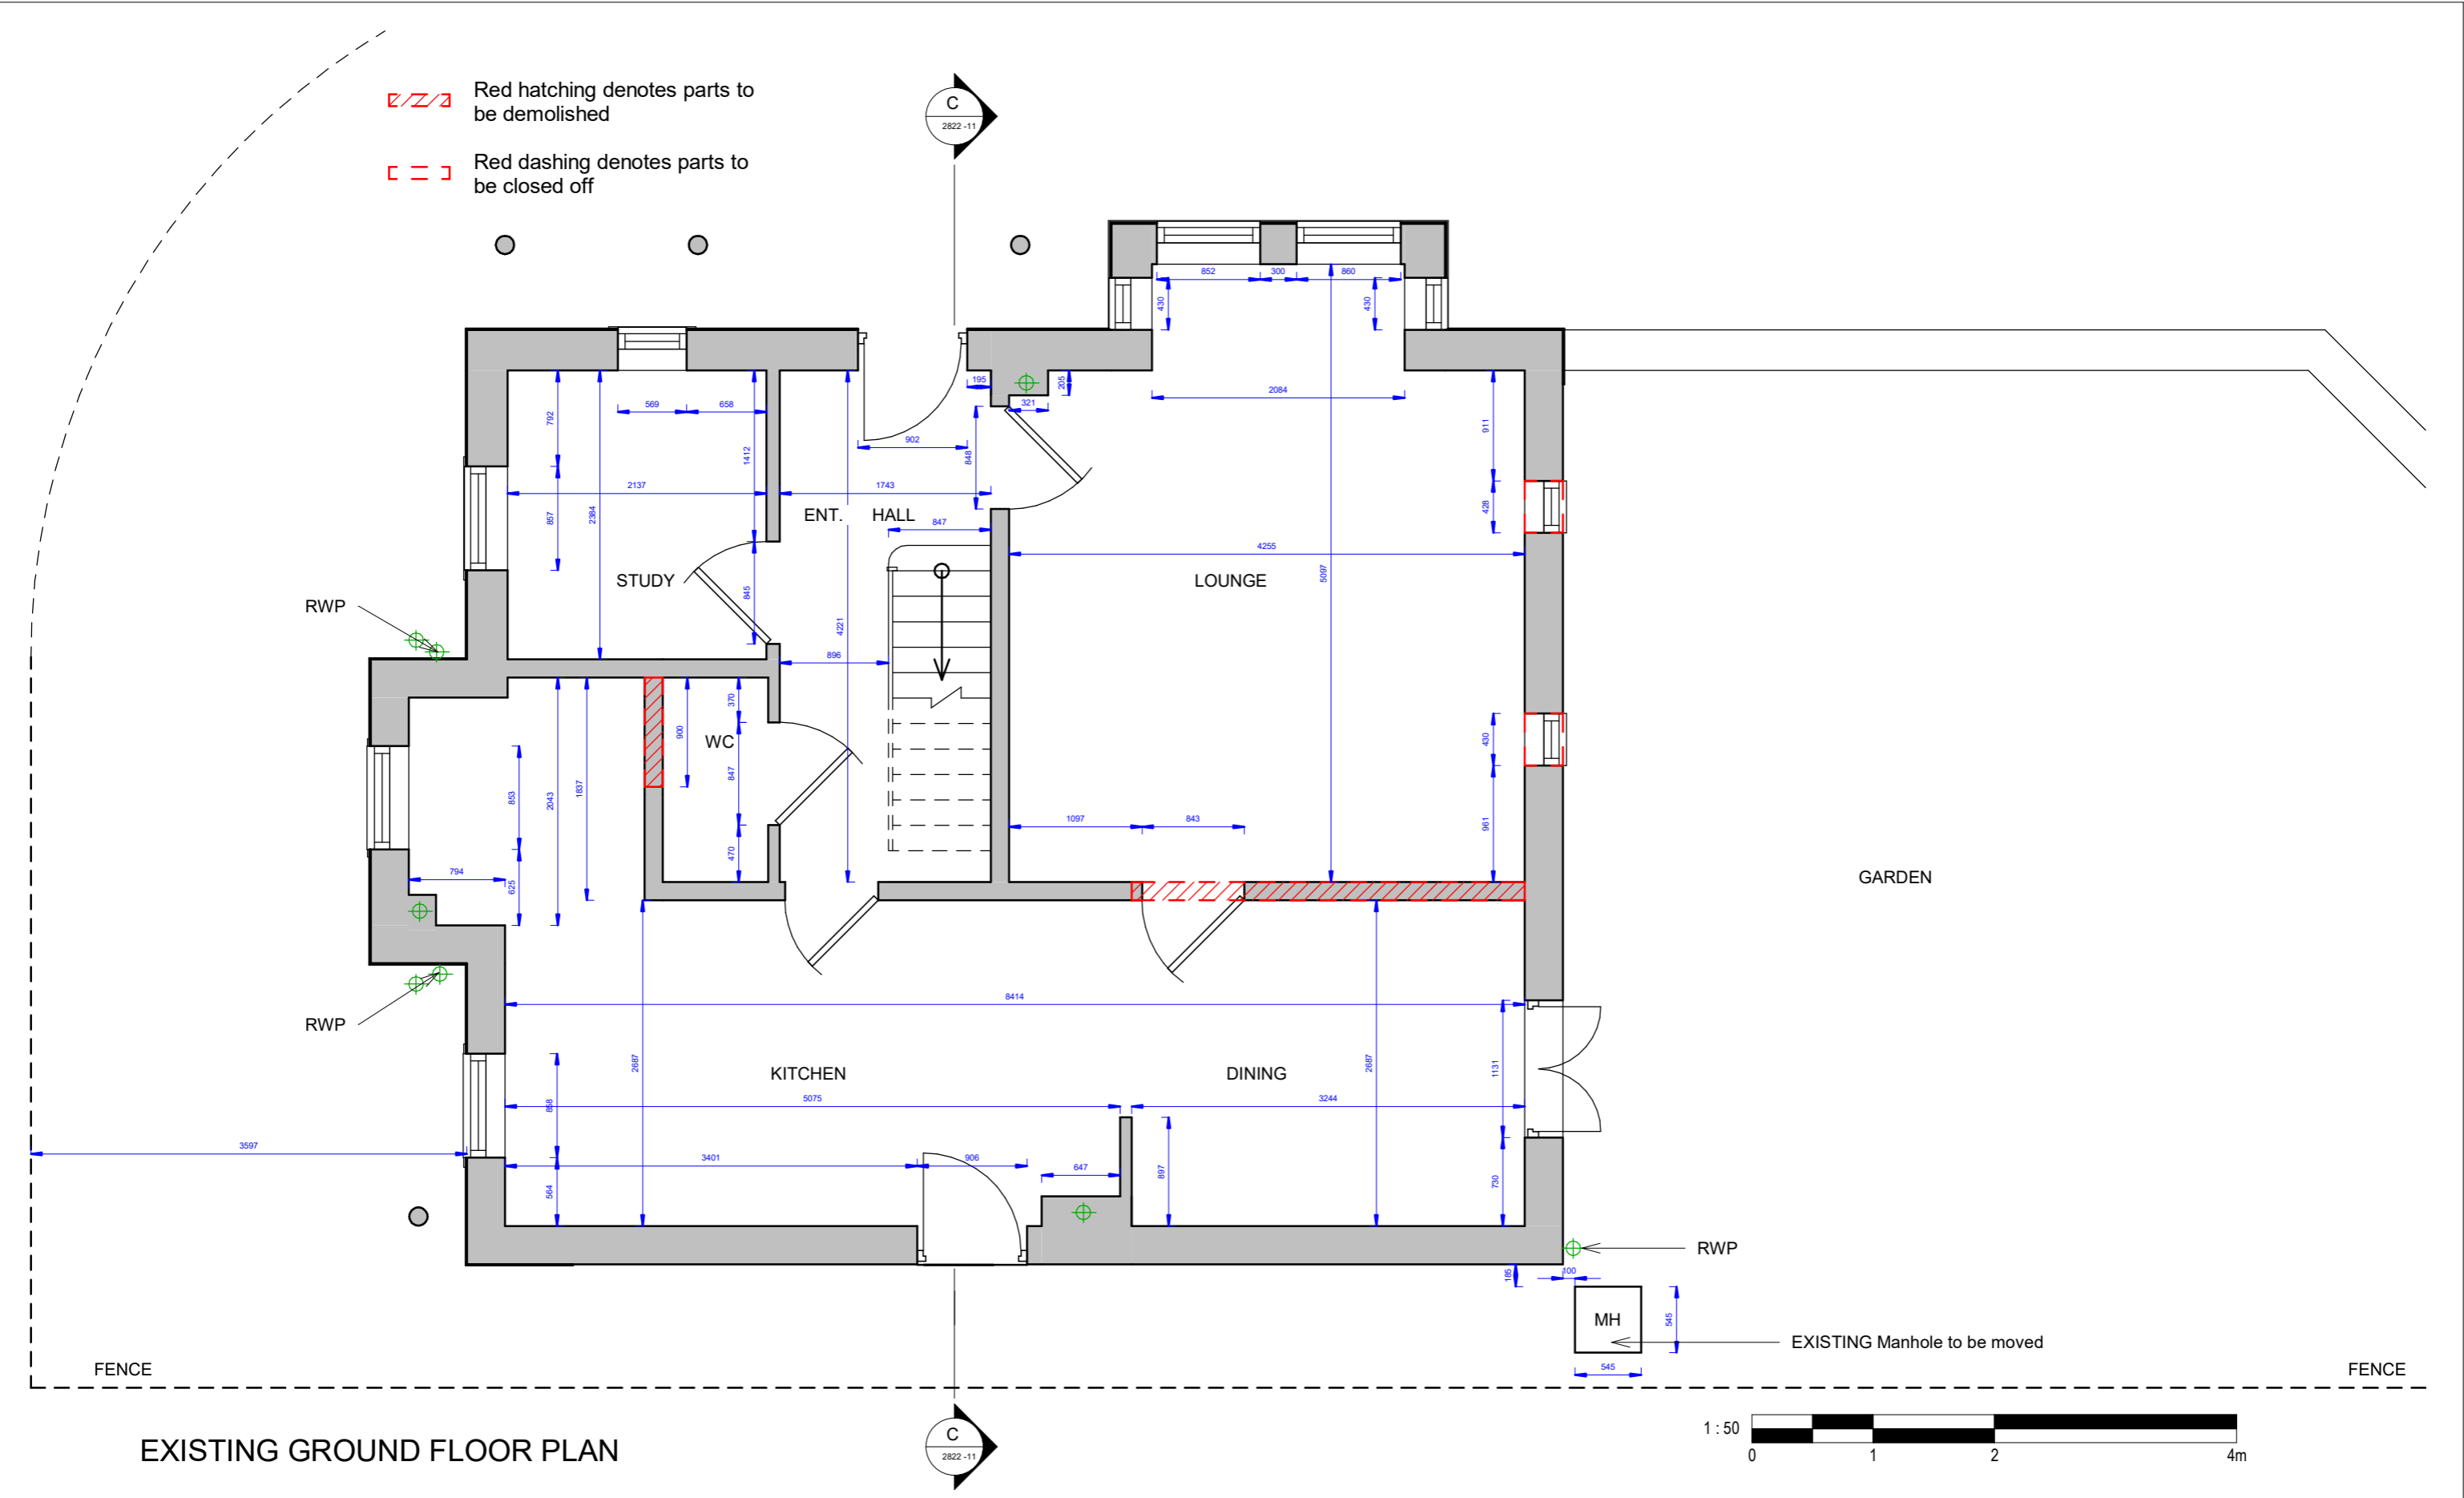 Red hatching denotes parts to
be demolished
Red dashing denotes parts to
be closed off
C
2822 -11
852
300
860
430
430
195
205
321
2084
569
658
792
902
848
1412
911
2137
1743
857
2384
ENT. HALL
847
428
4255
STUDY
LOUNGE
5097
845
RWP
4221
896
370
900
WC
430
853
2043
1837
847
1097
843
961
470
794
625
GARDEN
8414
RWP
2687
KITCHEN
DINING
2687
1131
858
5075
3244
3597
3401
906
647
897
564
730
RWP
185
100
MH
545
EXISTING Manhole to be moved
545
FENCE
FENCE
EXISTING GROUND FLOOR PLAN
C
2822 -11
1 : 50
0
1
2
4m